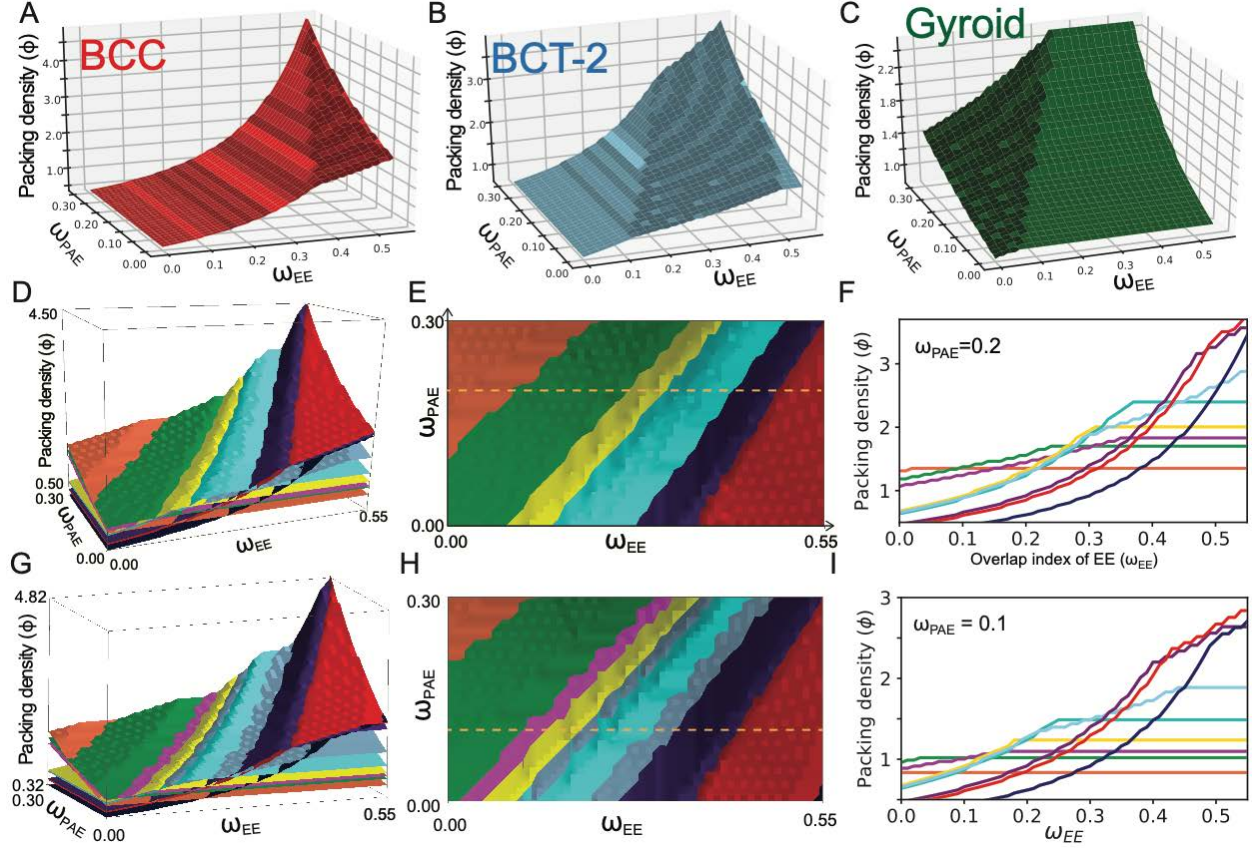 A
BCC
Packing density (ϕ)
4.0
3.0
2.0
1.0
0.30
0.20
0.10
0.00
ωPAE
0.0
0.1
0.2
0.3
0.4
0.5
ωEE
B
BCT-2
Packing density (ϕ)
3.0
2.0
1.0
0.30
0.20
0.10
0.00
ωPAE
0.0
0.1
0.2
0.3
0.4
0.5
ωEE
C
Gyroid
Packing density (ϕ)
2.2
1.8
1.4
1.0
0.30
0.20
0.10
0.00
ωPAE
0.0
0.1
0.2
0.3
0.4
0.5
ωEE
D
4.50
Packing density (ϕ)
0.50
0.30
ωPAE
0.00
0.00
ωEE
0.55
E
0.30
ωPAE
0.00
0.00
ωEE
0.55
F
ωPAE=0.2
Packing density (ϕ)
3
2
1
0.0 0.1 0.2 0.3 0.4 0.5
Overlap index of EE (ωEE)
G
4.82
Packing density (ϕ)
0.32
0.30
ωPAE
0.00
ωEE
0.55
H
0.30
ωPAE
0.00
0.00
ωEE
0.55
I
ωPAE = 0.1
Packing density (ϕ)
3
2
1
0.0 0.1 0.2 0.3 0.4 0.5
ωEE